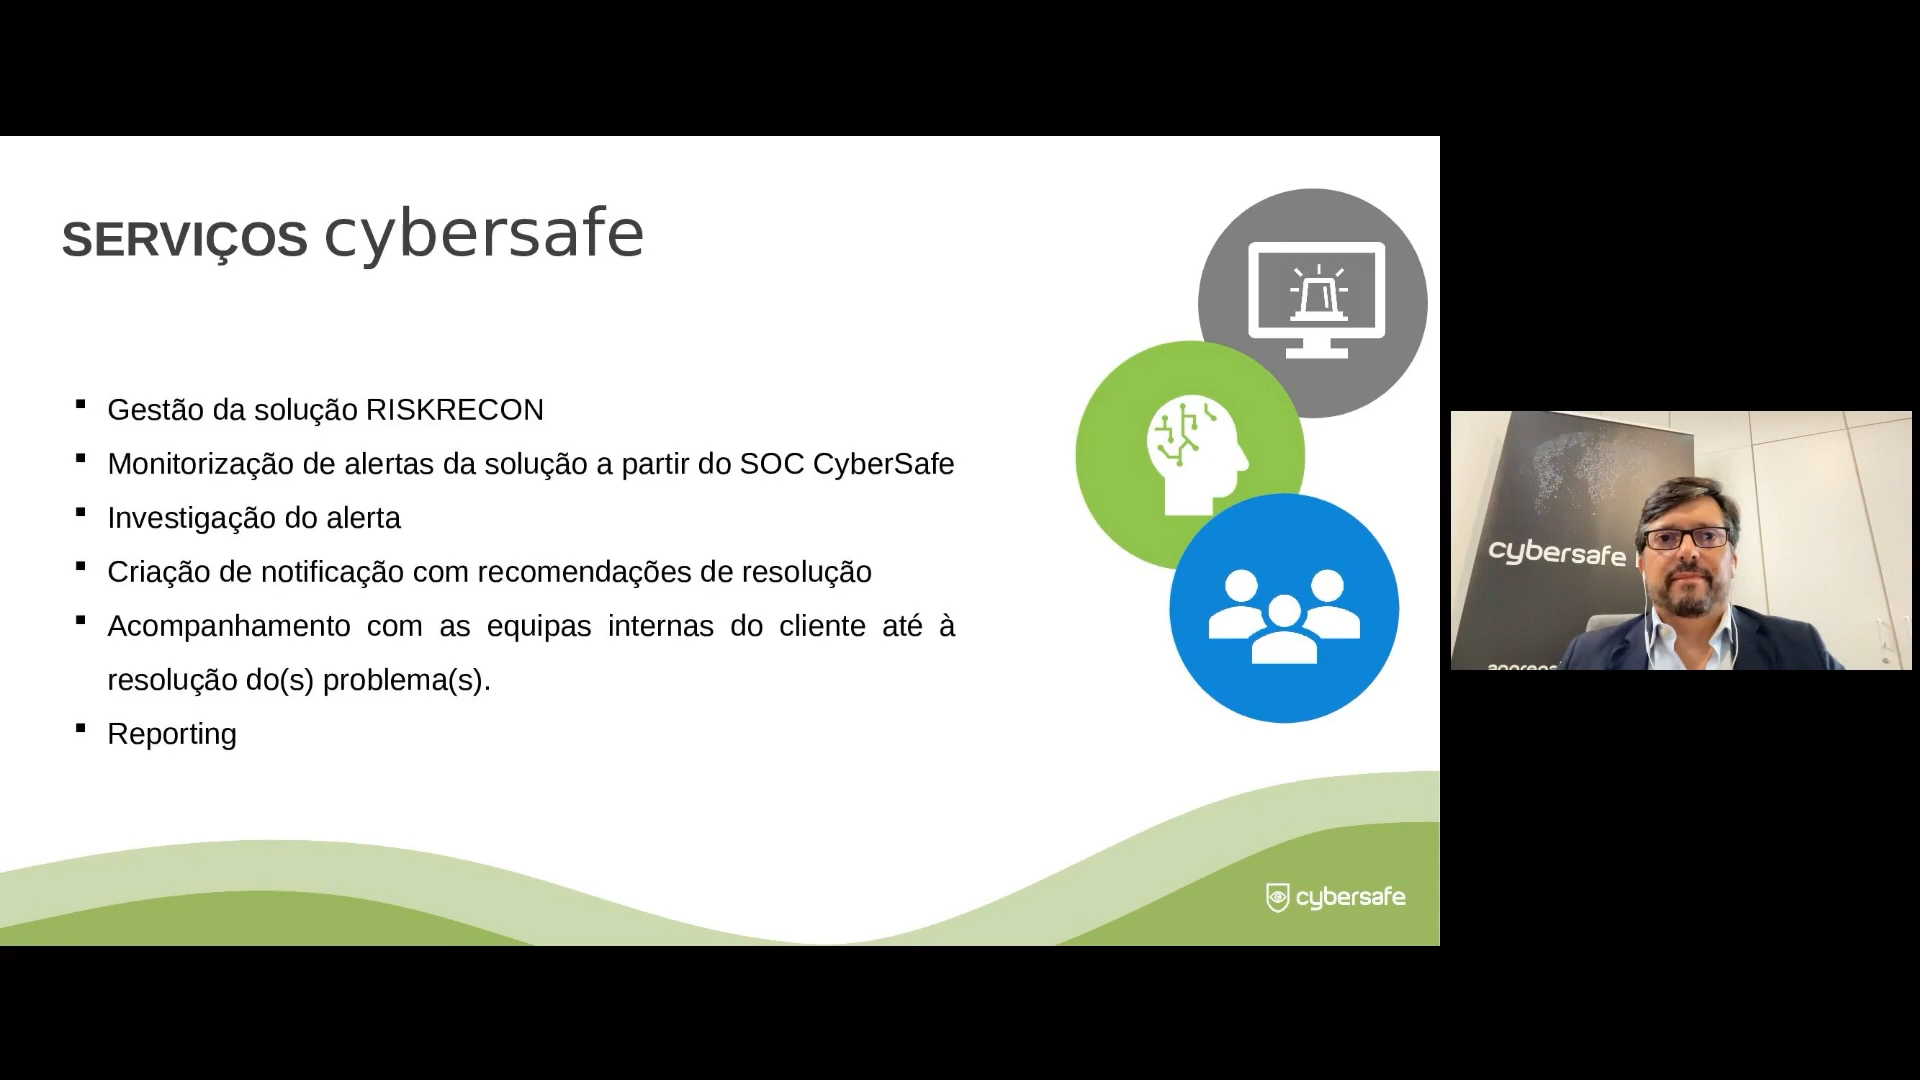 SERVIÇOS cybersafe
▪ Gestão da solução RISKRECON
▪ Monitorização de alertas da solução a partir do SOC CyberSafe
▪ Investigação do alerta
▪ Criação de notificação com recomendações de resolução
▪ Acompanhamento com as equipas internas do cliente até à
resolução do(s) problema(s).
▪ Reporting
cybersafe
cybersafe